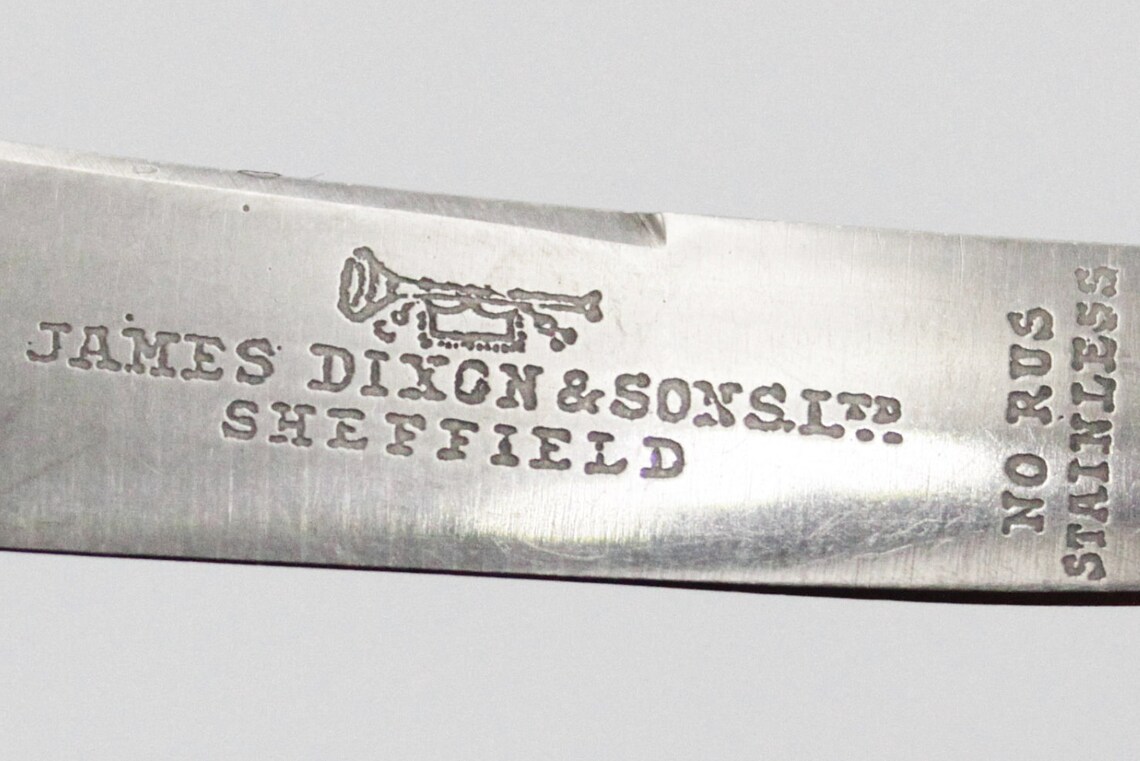 JAMES DIXON & SONS. LTD.
SHEFFIELD
NO RUS
STAINLESS